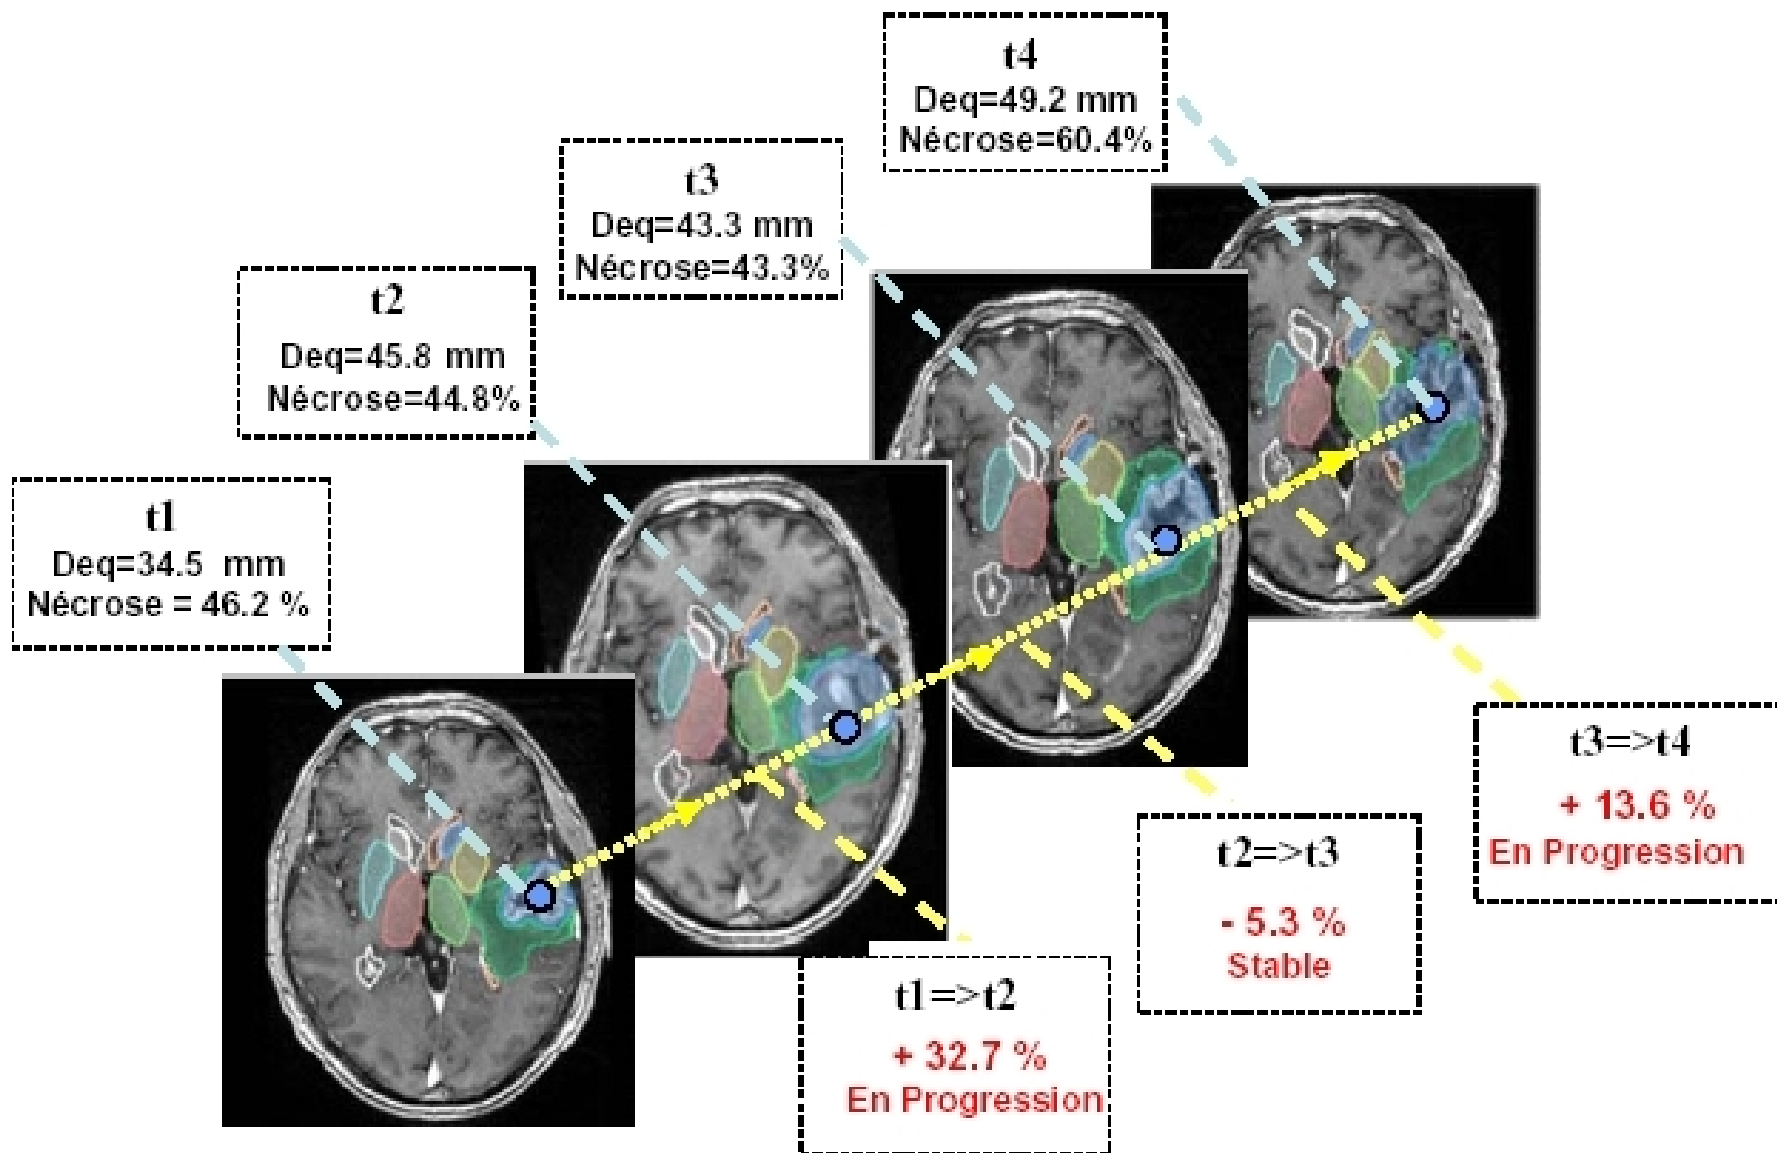 t4
Deq=49.2 mm
Nécrose=60.4%
t3
Deq=43.3 mm
Nécrose=43.3%
t2
Deq=45.8 mm
Nécrose=44.8%
t1
Deq=34.5 mm
Nécrose = 46.2 %
t3=>t4
+ 13.6 %
En Progression
t2=>t3
- 5.3 %
Stable
t1=>t2
+ 32.7 %
En Progression